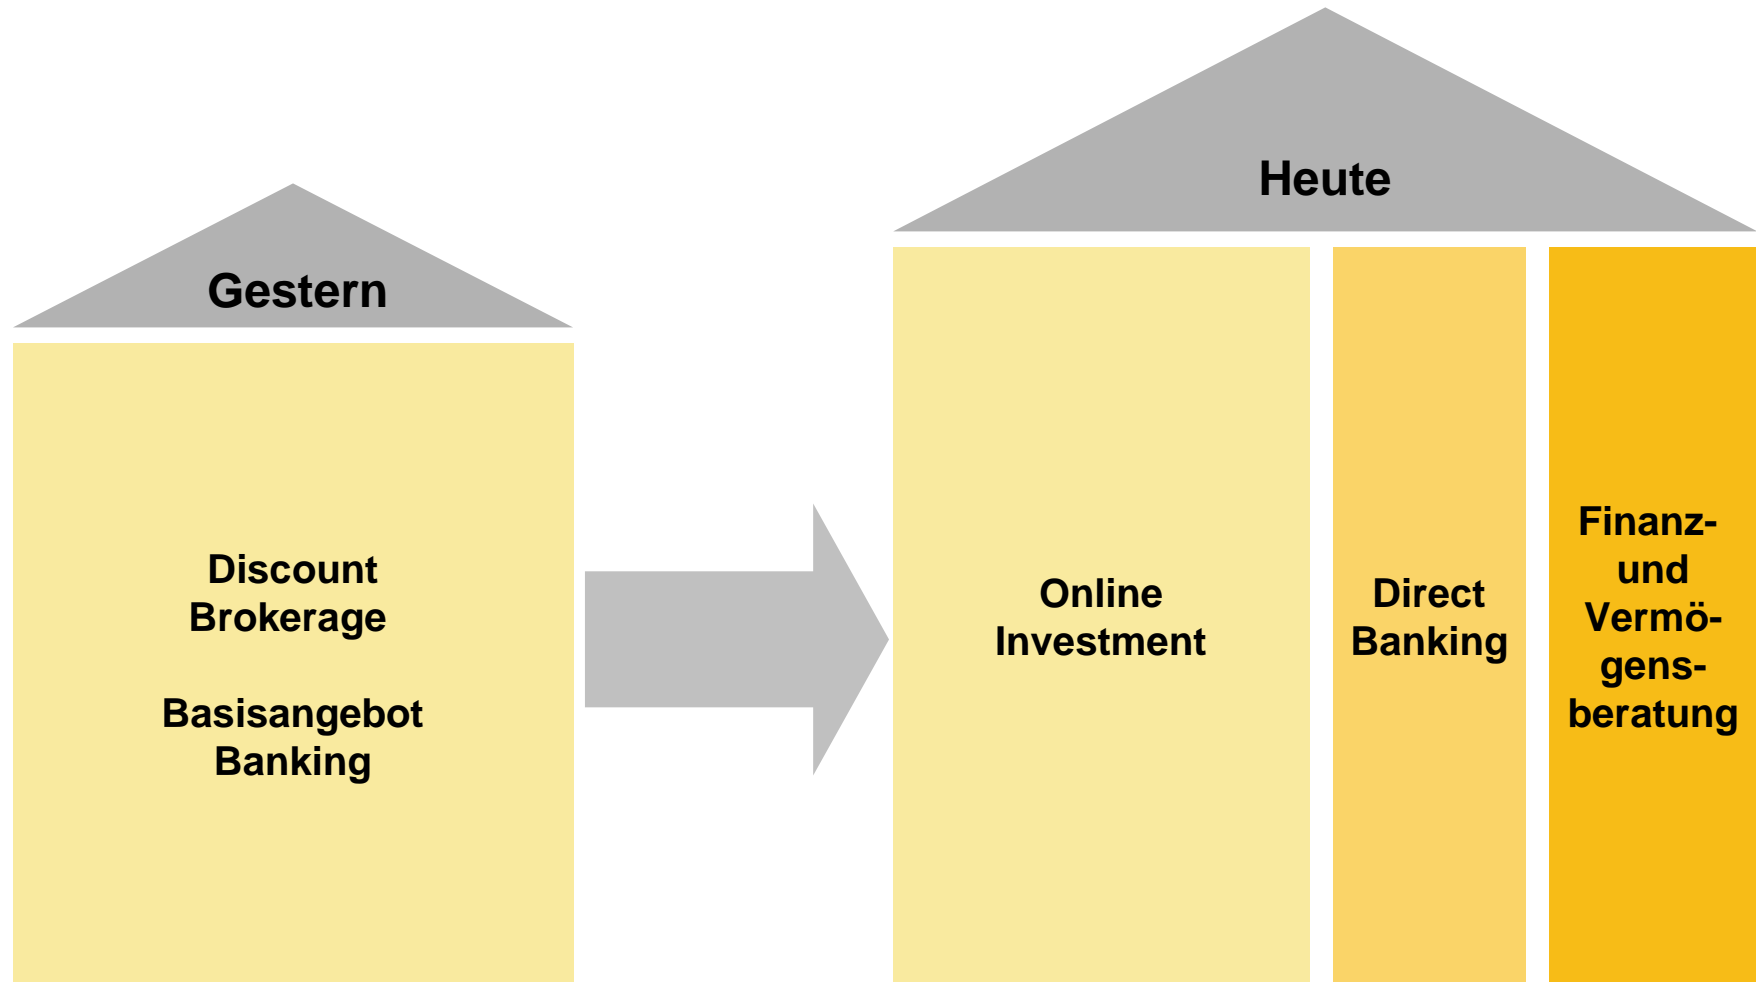 Gestern
Discount
Brokerage
Basisangebot
Banking
Heute
Online
Investment
Direct
Banking
Finanz-
und
Vermö-
gens-
beratung